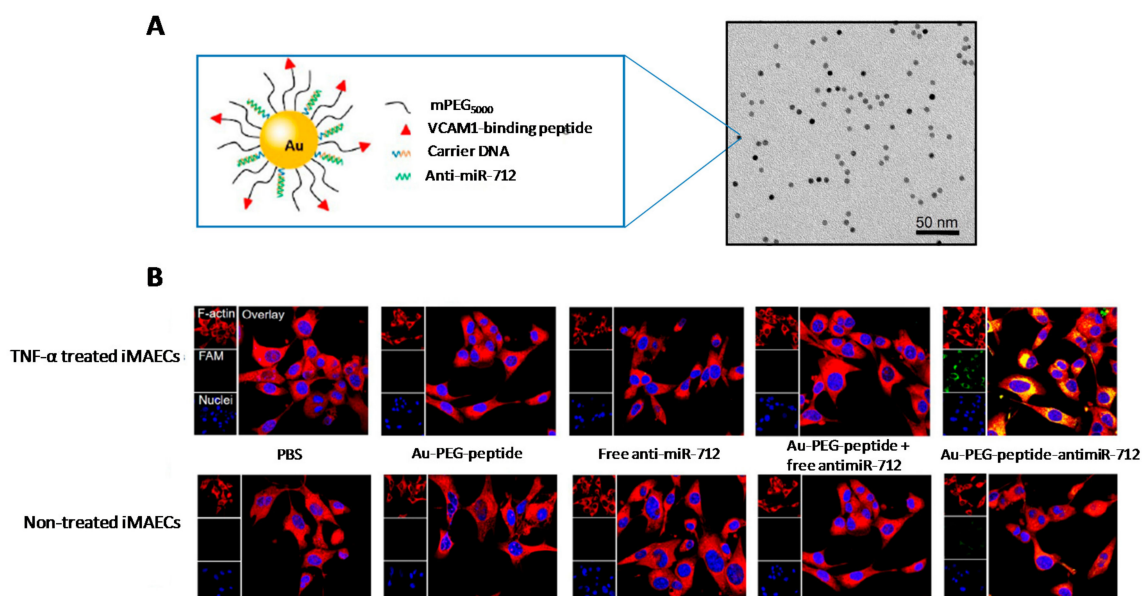 A
Au
mPEG5000
VCAM1-binding peptide
Carrier DNA
Anti-miR-712
50 nm
B
F-actin
Overlay
FAM
Nuclei
TNF-α treated iMAECs
PBS
Au-PEG-peptide
Free anti-miR-712
Au-PEG-peptide +
free antimiR-712
Au-PEG-peptide-antimiR-712
Non-treated iMAECs